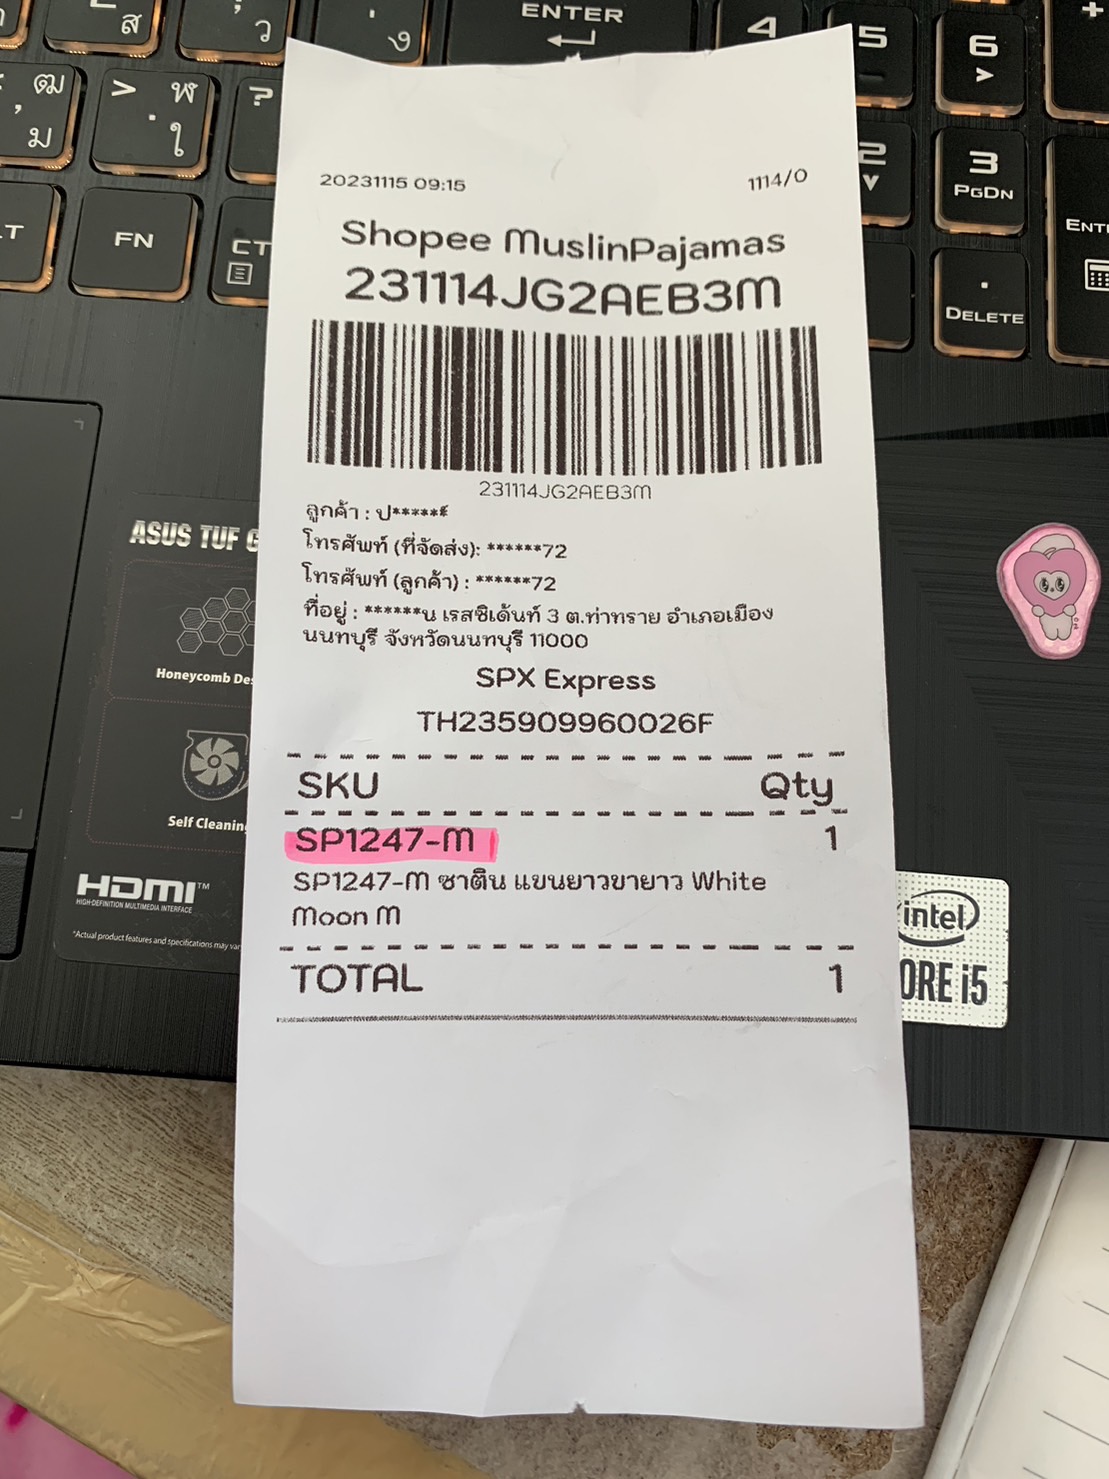 ส
ว
ง
ENTER
4
5
6
>
+
ฒ
,
ม
>
ฬ
ใ
?
2
3
PGDN
FN
DELETE
20231115 09:15
1114/0
Shopee MuslinPajamas
231114JG2AEB3M
231114JG2AEB3M
ลูกค้า : ป*****ร์
โทรศัพท์ (ที่จัดส่ง): ******72
โทรศัพท์ (ลูกค้า) : ******72
ที่อยู่ : ******น เรสซิเด้นท์ 3 ต.ท่าทราย อำเภอเมือง
นนทบุรี จังหวัดนนทบุรี 11000
SPX Express
TH235909960026F
SKU Qty
SP1247-M 1
SP1247-M ซาติน แขนยาวขายาว White
Moon M
TOTAL 1
ASUS TUF G
Honeycomb Des
Self Cleanin
HDMI™
HIGH-DEFINITION MULTIMEDIA INTERFACE
*Actual product features and specifications may var
intel
ORE i5